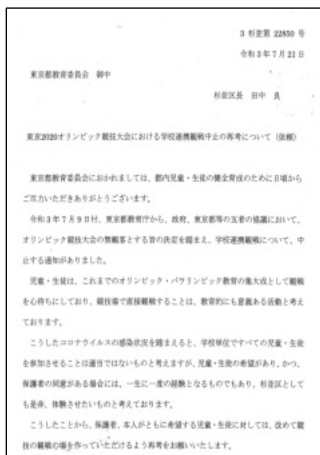 3 杉並第 22850 号
令和3年7月21日
東京都教育委員会 御中
杉並区長 田中 良
東京2020オリンピック競技大会における学校連携観戦中止の再考について（依頼）
東京都教育委員会におかれましては、都内児童・生徒の健全育成のために日頃から
ご尽力いただきありがとうございます。
令和3年7月9日付、東京都教育庁から、政府、東京都等の五者の協議において、
オリンピック競技大会の無観客とする旨の決定を踏まえ、学校連携観戦について、中
止する通知がありました。
児童・生徒は、これまでのオリンピック・パラリンピック教育の集大成として観戦
を心待ちにしており、競技場で直接観戦することは、教育的にも意義ある活動と考え
ております。
こうしたコロナウイルスの感染状況を踏まえると、学校単位ですべての児童・生徒
を参加させることは適当ではないものと考えますが、児童・生徒の希望があり、かつ、
保護者の同意がある場合には、一生に一度の経験となるものでもあり、杉並区として
も是非、体験させたいものと考えております。
こうしたことから、保護者、本人がともに希望する児童・生徒に対しては、改めて競
技の観戦の場を作っていただけるよう再考をお願いいたします。